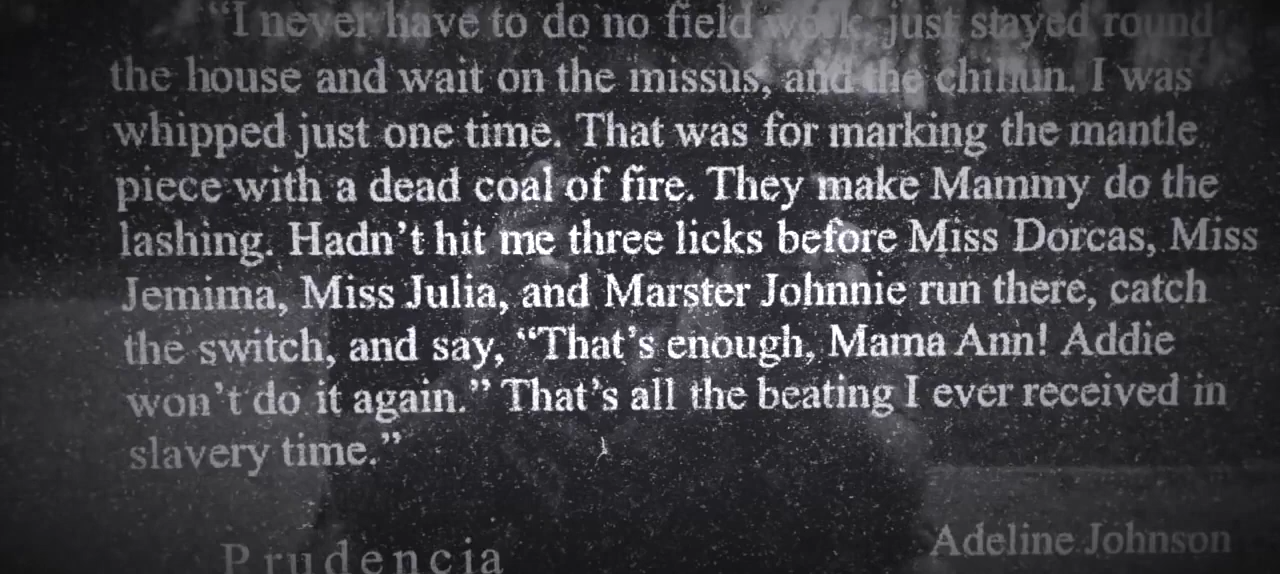 “I never have to do no field work, just stayed round
the house and wait on the missus, and the chillun. I was
whipped just one time. That was for marking the mantle
piece with a dead coal of fire. They make Mammy do the
lashing. Hadn’t hit me three licks before Miss Dorcas, Miss
Jemima, Miss Julia, and Marster Johnnie run there, catch
the switch, and say, “That’s enough, Mama Ann! Addie
won’t do it again.” That’s all the beating I ever received in
slavery time.”
Adeline Johnson
Prudencia